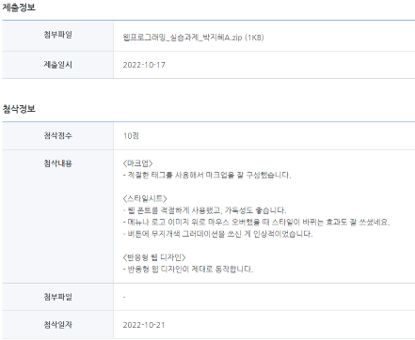 제출정보
첨부파일 웹프로그래밍_실습과제_박지혜A.zip (1KB)
제출일시 2022-10-17
첨삭정보
첨삭점수 10점
첨삭내용 <마크업>
- 적절한 태그를 사용해서 마크업을 잘 구성했습니다.
<스타일시트>
- 웹 폰트를 적절하게 사용했고, 가독성도 좋습니다.
- 메뉴나 로고 이미지 위로 마우스 오버했을 때 스타일이 바뀌는 효과도 잘 쓰셨네요.
- 버튼에 무지개색 그러데이션을 쓰신 게 인상적이었습니다.
<반응형 웹 디자인>
- 반응형 웹 디자인이 제대로 동작합니다.
첨부파일 -
첨삭일자 2022-10-21